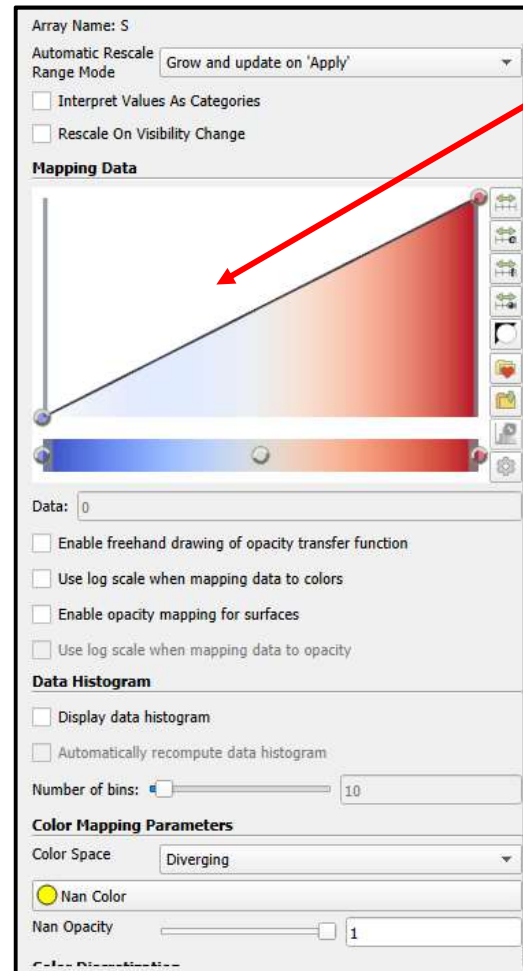 Array Name: S
Automatic Rescale
Range Mode
Grow and update on 'Apply'
Interpret Values As Categories
Rescale On Visibility Change
Mapping Data
Data: 0
Enable freehand drawing of opacity transfer function
Use log scale when mapping data to colors
Enable opacity mapping for surfaces
Use log scale when mapping data to opacity
Data Histogram
Display data histogram
Automatically recompute data histogram
Number of bins: 10
Color Mapping Parameters
Color Space Diverging
Nan Color
Nan Opacity 1